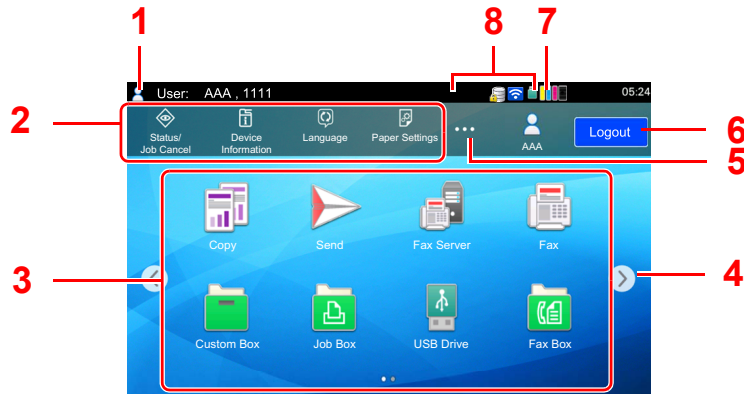 1
8
7
User: AAA , 1111
05:24
2
Status/
Job Cancel
Device
Information
Language
Paper Settings
AAA
Logout
6
5
Copy
Send
Fax Server
Fax
3
4
Custom Box
Job Box
USB Drive
Fax Box